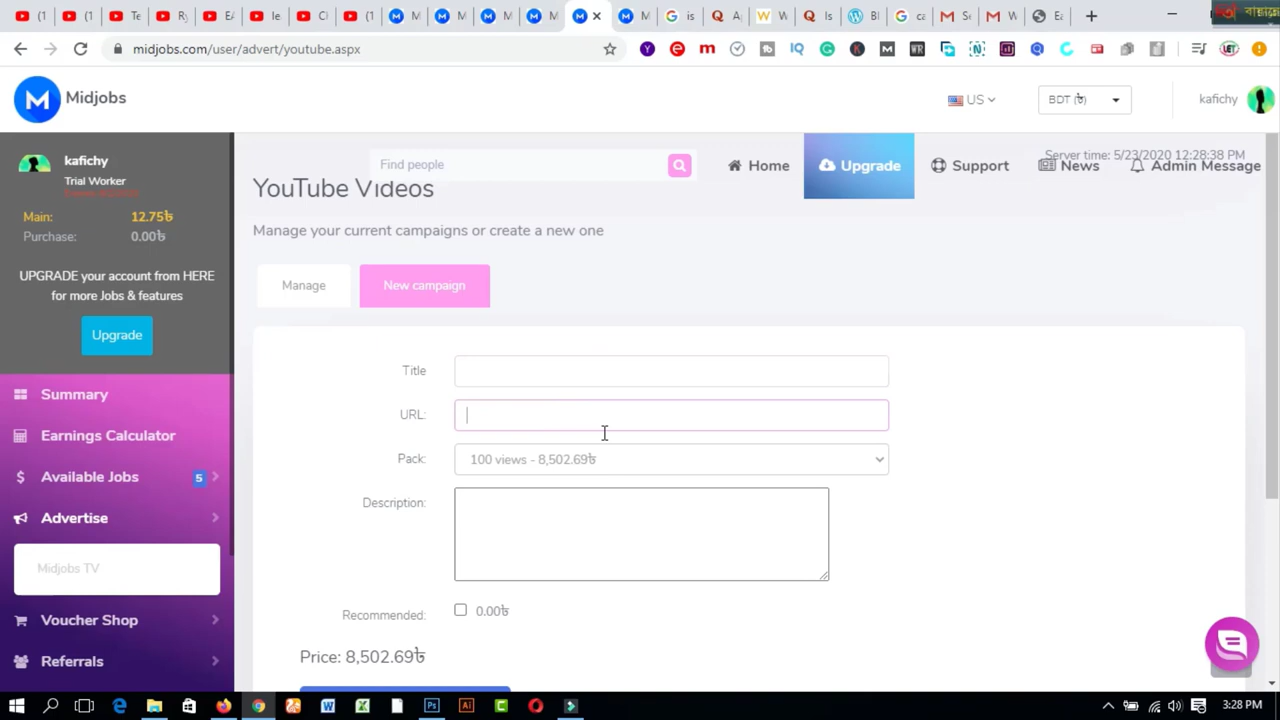 midjobs.com/user/advert/youtube.aspx
Midjobs
US
BDT (৳)
kafichy
kafichy
Trial Worker
Main: 12.75৳
Purchase: 0.00৳
UPGRADE your account from HERE
for more Jobs & features
Upgrade
Summary
Earnings Calculator
Available Jobs 5
Advertise
Midjobs TV
Voucher Shop
Referrals
Find people
Home
Upgrade
Support
News
Admin Message
Server time: 5/23/2020 12:28:38 PM
YouTube Videos
Manage your current campaigns or create a new one
Manage
New campaign
Title
URL:
Pack: 100 views - 8,502.69৳
Description:
Recommended: 0.00৳
Price: 8,502.69৳
3:28 PM